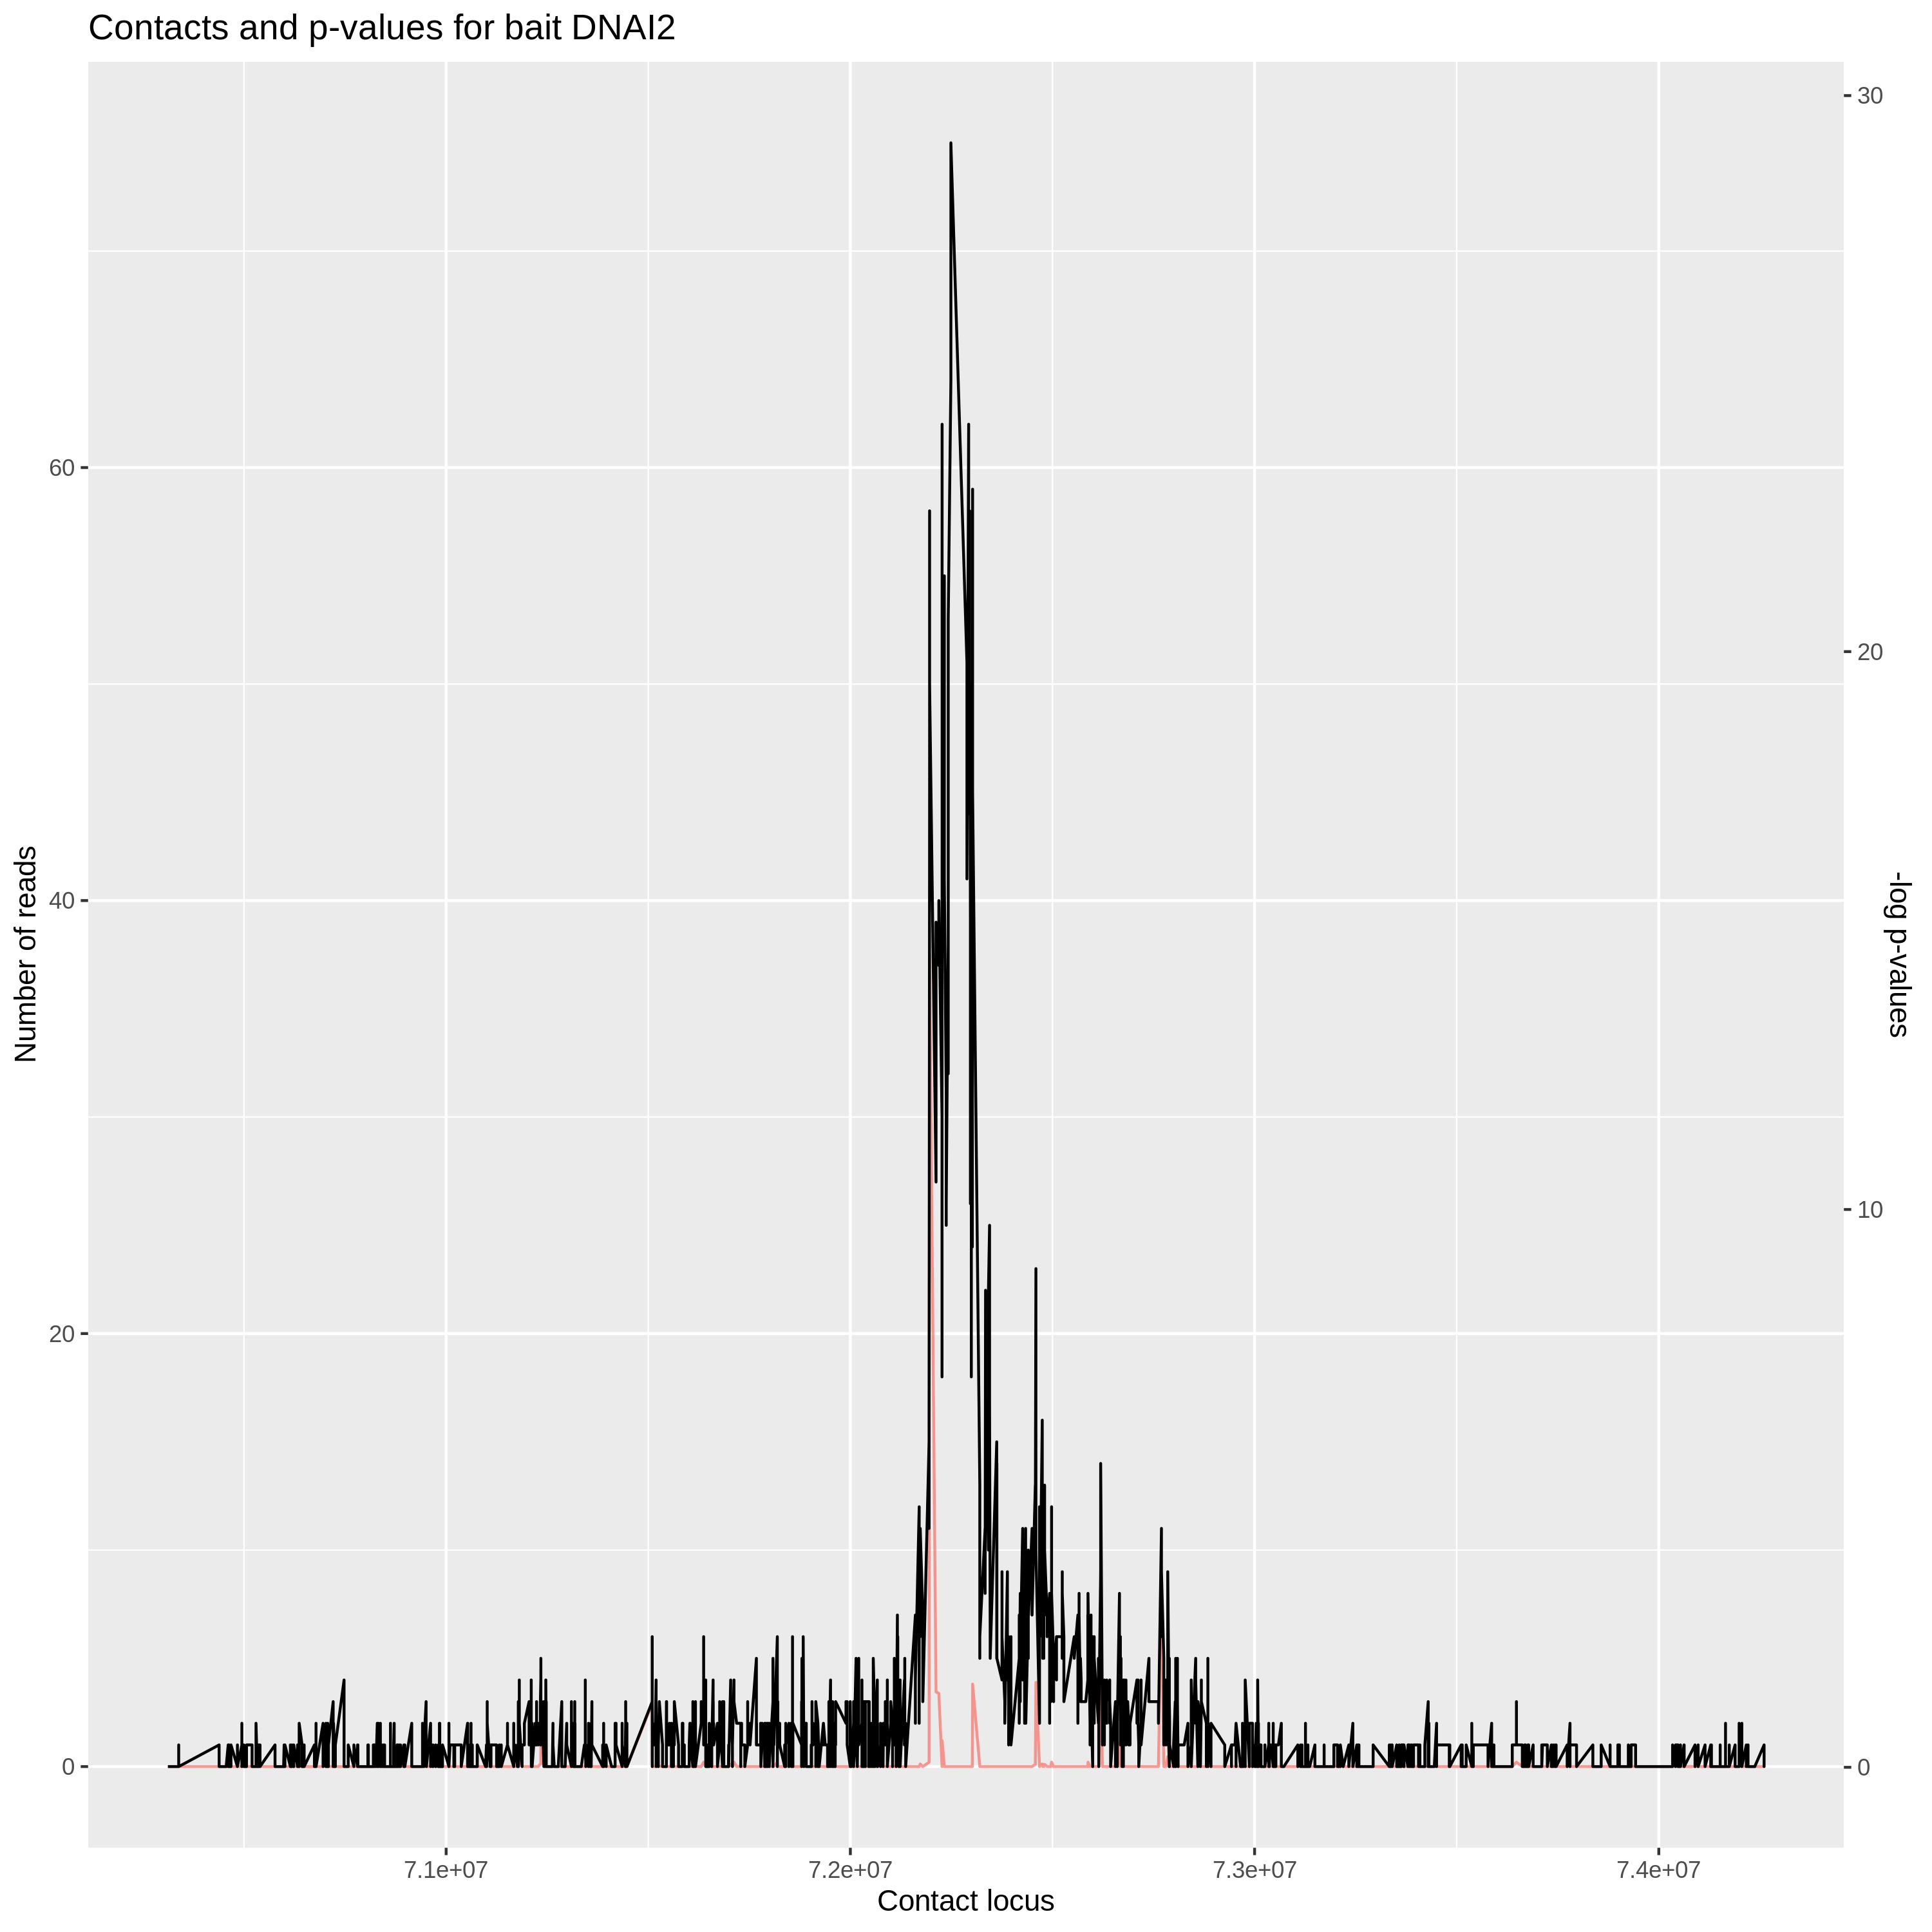 Contacts and p-values for bait DNAI2
30
60
20
40
10
20
0
0
Number of reads
-log p-values
7.1e+07
7.2e+07
7.3e+07
7.4e+07
Contact locus